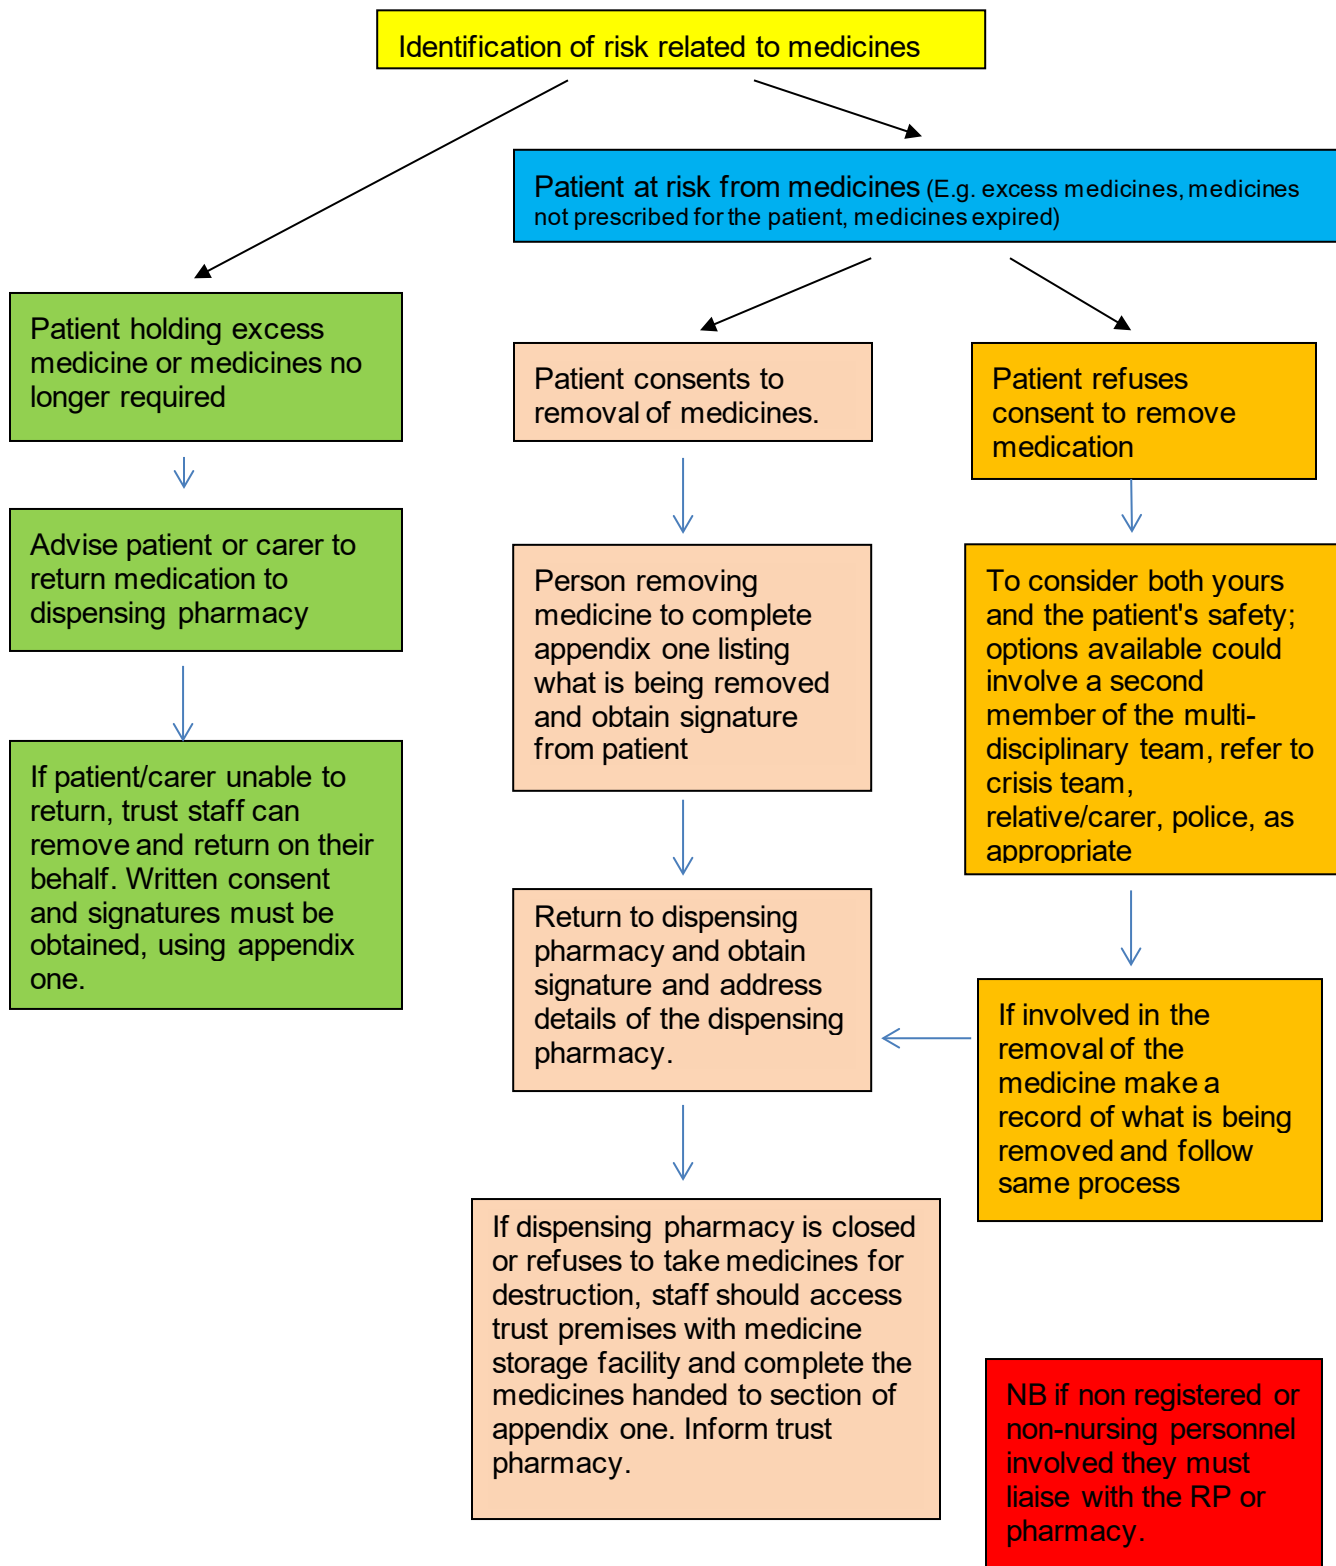 Identification of risk related to medicines
Patient at risk from medicines (E.g. excess medicines, medicines
not prescribed for the patient, medicines expired)
Patient holding excess
medicine or medicines no
longer required
Patient consents to
removal of medicines.
Patient refuses
consent to remove
medication
Advise patient or carer to
return medication to
dispensing pharmacy
Person removing
medicine to complete
appendix one listing
what is being removed
and obtain signature
from patient
To consider both yours
and the patient's safety;
options available could
involve a second
member of the multi-
disciplinary team, refer to
crisis team,
relative/carer, police, as
appropriate
If patient/carer unable to
return, trust staff can
remove and return on their
behalf. Written consent
and signatures must be
obtained, using appendix
one.
Return to dispensing
pharmacy and obtain
signature and address
details of the dispensing
pharmacy.
If involved in the
removal of the
medicine make a
record of what is being
removed and follow
same process
If dispensing pharmacy is closed
or refuses to take medicines for
destruction, staff should access
trust premises with medicine
storage facility and complete the
medicines handed to section of
appendix one. Inform trust
pharmacy.
NB if non registered or
non-nursing personnel
involved they must
liaise with the RP or
pharmacy.